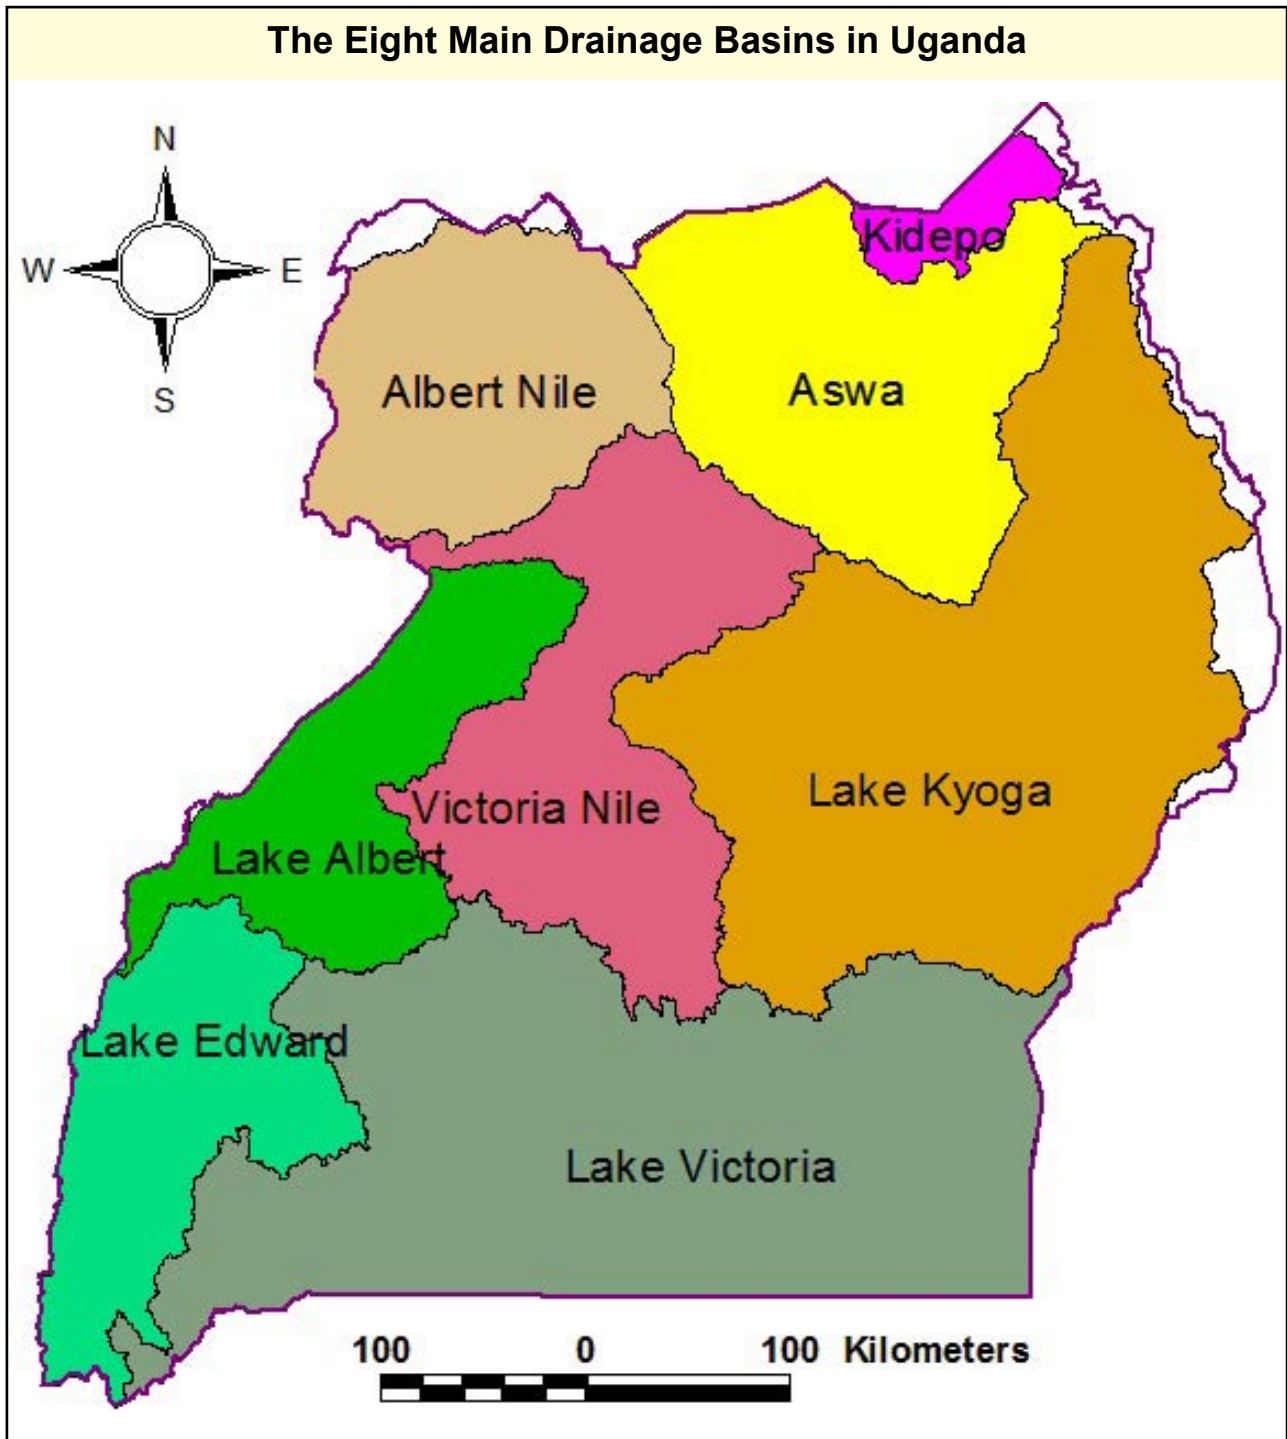 The Eight Main Drainage Basins in Uganda
N
W
E
S
Kidepo
Albert Nile
Aswa
Lake Kyoga
Victoria Nile
Lake Albert
Lake Edward
Lake Victoria
100 0 100 Kilometers